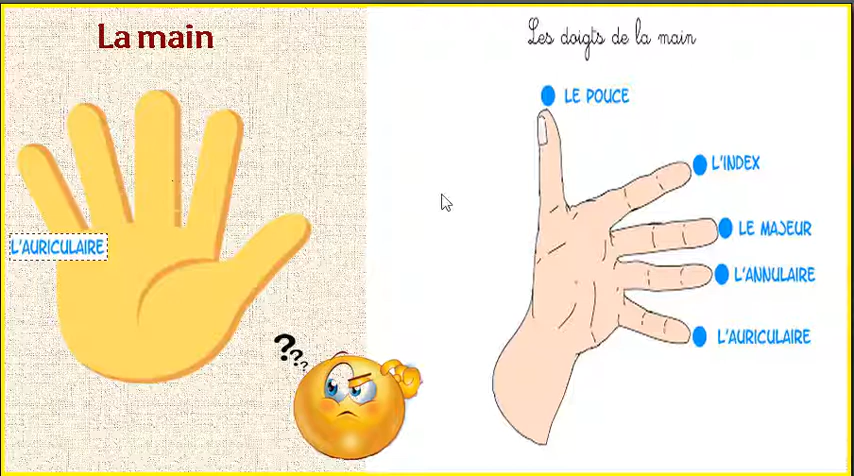 La main
L'AURICULAIRE
???
Les doigts de la main
LE POUCE
L'INDEX
LE MAJEUR
L'ANNULAIRE
L'AURICULAIRE